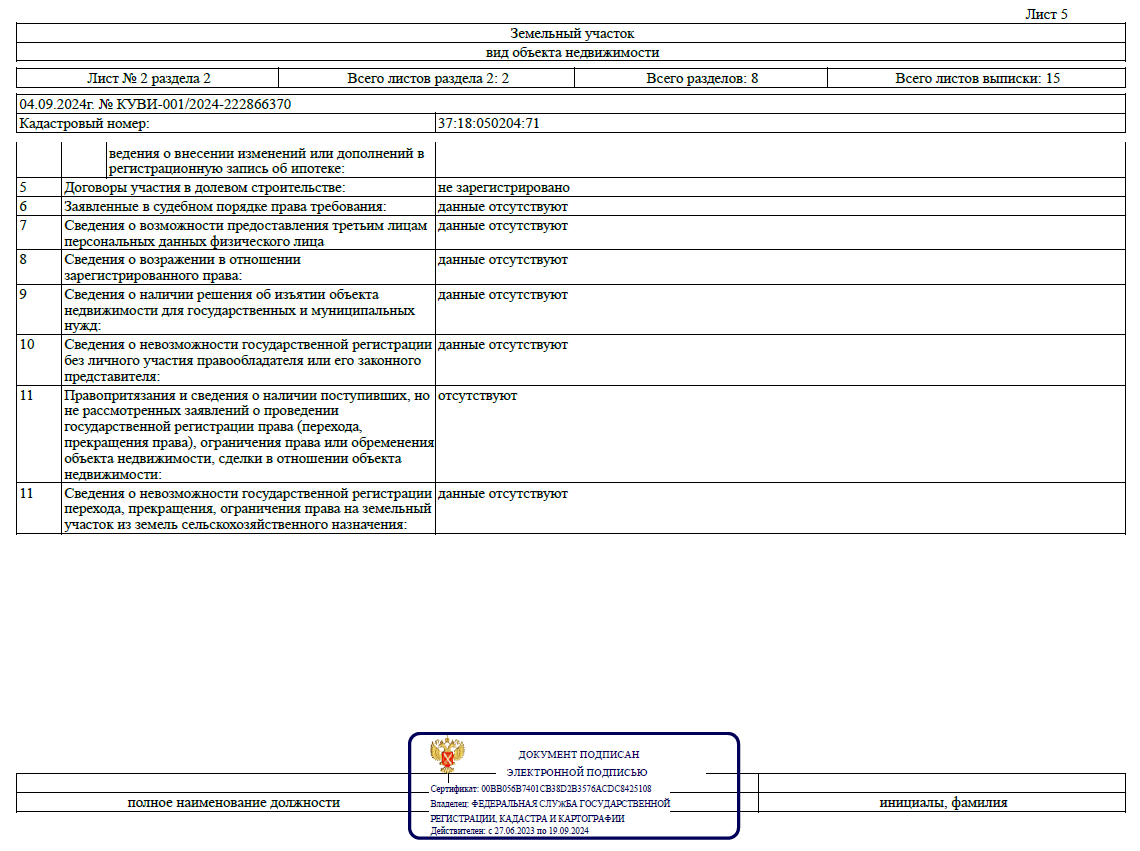 Лист 5
Земельный участок
вид объекта недвижимости
Лист № 2 раздела 2 Всего листов раздела 2: 2 Всего разделов: 8 Всего листов выписки: 15
04.09.2024г. № КУВИ-001/2024-222866370
Кадастровый номер: 37:18:050204:71
ведения о внесении изменений или дополнений в
регистрационную запись об ипотеке:
5 Договоры участия в долевом строительстве: не зарегистрировано
6 Заявленные в судебном порядке права требования: данные отсутствуют
7 Сведения о возможности предоставления третьим лицам данные отсутствуют
персональных данных физического лица
8 Сведения о возражении в отношении данные отсутствуют
зарегистрированного права:
9 Сведения о наличии решения об изъятии объекта данные отсутствуют
недвижимости для государственных и муниципальных
нужд:
10 Сведения о невозможности государственной регистрации данные отсутствуют
без личного участия правообладателя или его законного
представителя:
11 Правопритязания и сведения о наличии поступивших, но отсутствуют
не рассмотренных заявлений о проведении
государственной регистрации права (перехода,
прекращения права), ограничения права или обременения
объекта недвижимости, сделки в отношении объекта
недвижимости:
11 Сведения о невозможности государственной регистрации данные отсутствуют
перехода, прекращения, ограничения права на земельный
участок из земель сельскохозяйственного назначения:
ДОКУМЕНТ ПОДПИСАН
ЭЛЕКТРОННОЙ ПОДПИСЬЮ
Сертификат: 00BB056B7401CB38D2B3576ACDC8425108
Владелец: ФЕДЕРАЛЬНАЯ СЛУЖБА ГОСУДАРСТВЕННОЙ
РЕГИСТРАЦИИ, КАДАСТРА И КАРТОГРАФИИ
Действителен: с 27.06.2023 по 19.09.2024
полное наименование должности инициалы, фамилия